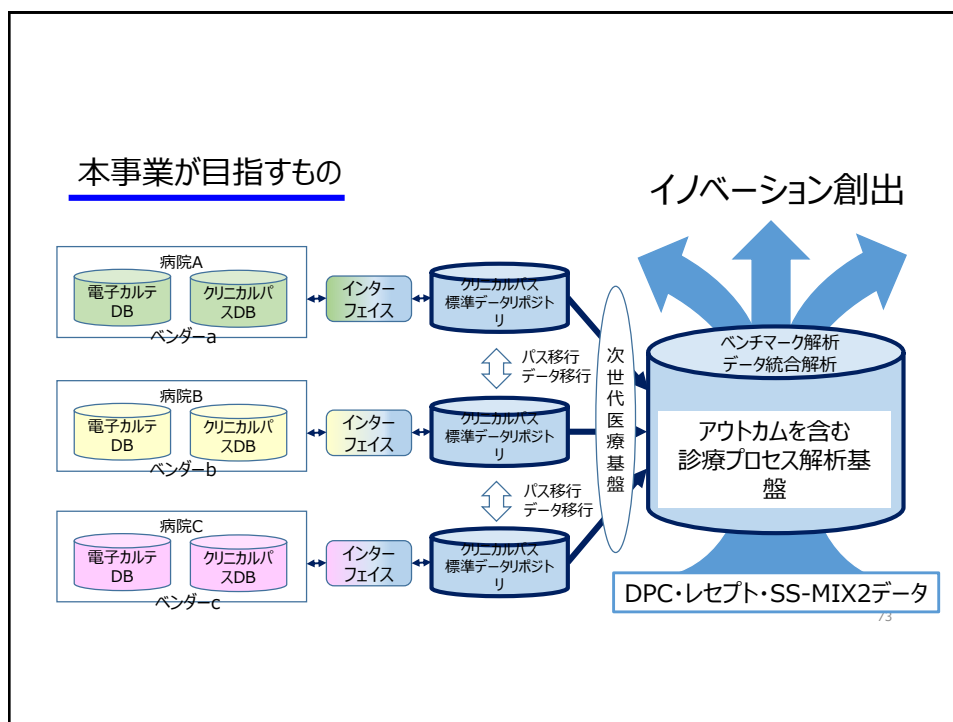 本事業が目指すもの
イノベーション創出
病院A
電子カルテ
DB
クリニカルパ
スDB
ベンダーa
インター
フェイス
クリニカルパス
標準データリポジト
リ
パス移行
データ移行
病院B
電子カルテ
DB
クリニカルパ
スDB
ベンダーb
インター
フェイス
クリニカルパス
標準データリポジト
リ
パス移行
データ移行
病院C
電子カルテ
DB
クリニカルパ
スDB
ベンダーc
インター
フェイス
クリニカルパス
標準データリポジト
リ
次世代医療基盤
ベンチマーク解析
データ統合解析
アウトカムを含む
診療プロセス解析基
盤
DPC・レセプト・SS-MIX2データ
73